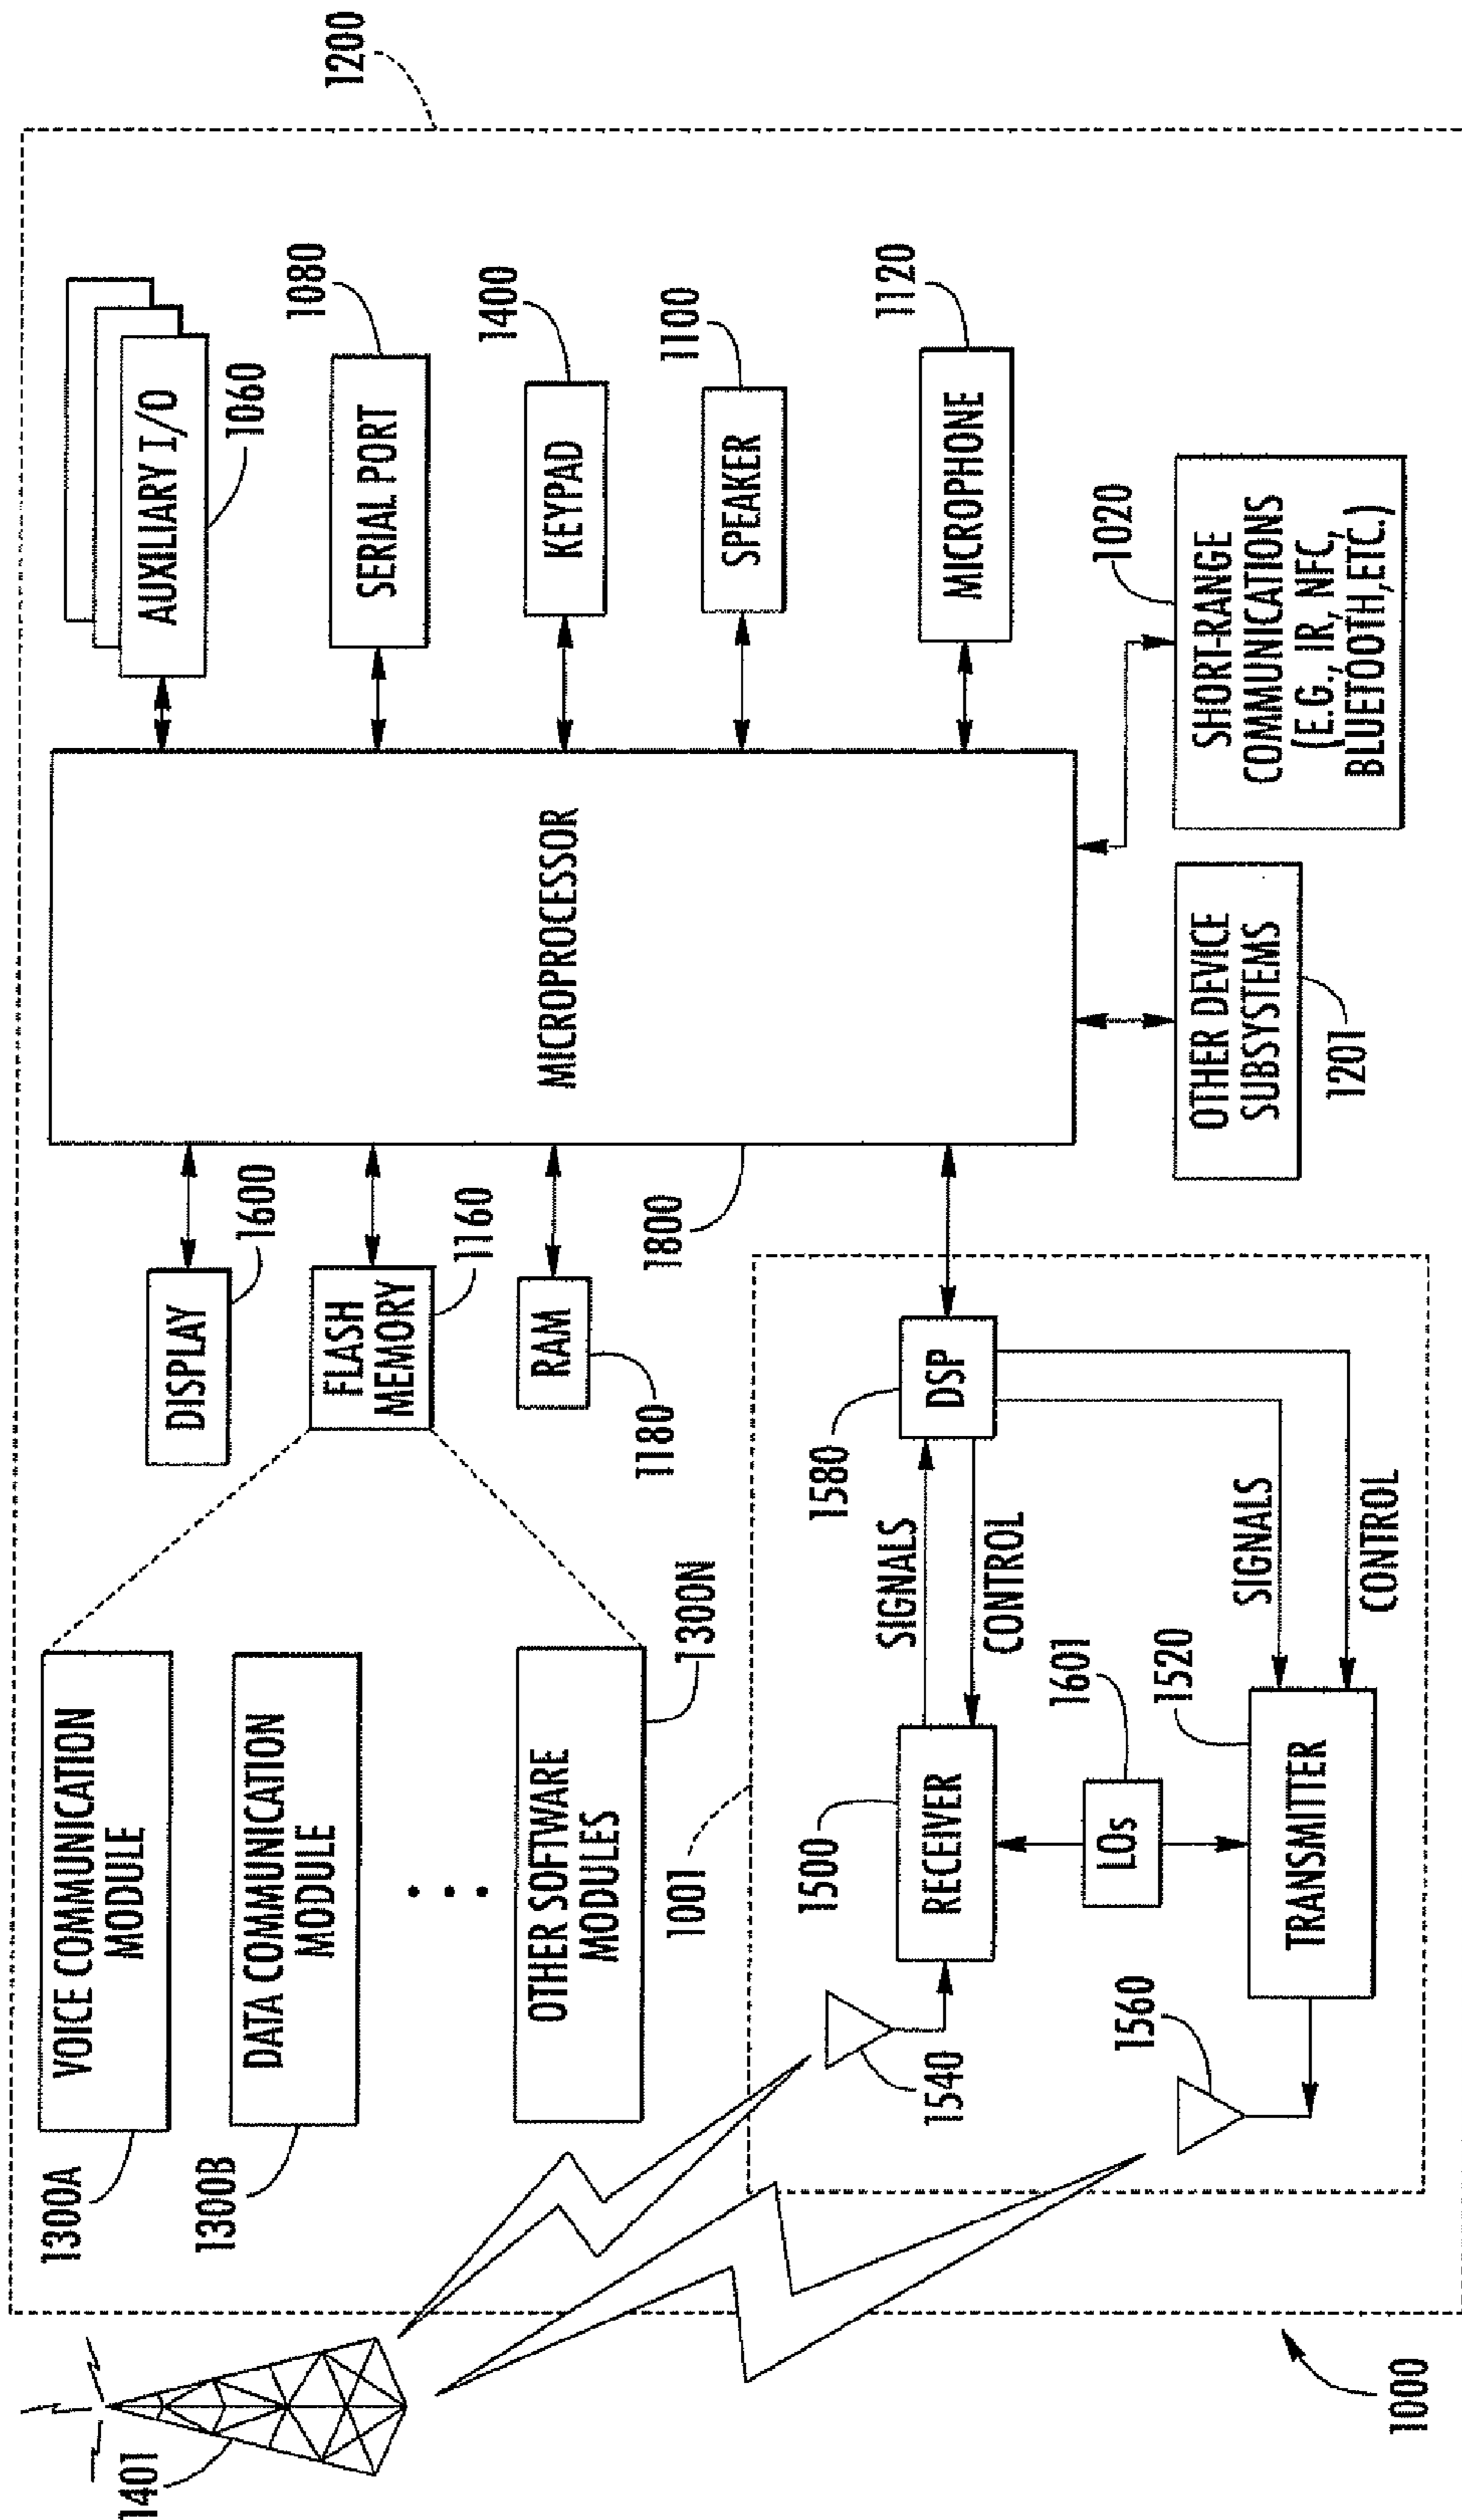 1200
VOICE COMMUNICATION
MODULE
1300A
DATA COMMUNICATION
MODULE
1300B
OTHER SOFTWARE
MODULES
1300N
DISPLAY
1600
FLASH
MEMORY
1160
RAM
1180
MICROPROCESSOR
1800
AUXILIARY I/O
1060
SERIAL PORT
1080
KEYPAD
1400
SPEAKER
1100
MICROPHONE
1120
SHORT-RANGE
COMMUNICATIONS
(E.G., IR, NFC,
BLUETOOTH, ETC.)
1020
OTHER DEVICE
SUBSYSTEMS
1201
1401
1001
1540
1500
RECEIVER
SIGNALS
CONTROL
1580
DSP
LOs
1601
1560
TRANSMITTER
1520
SIGNALS
CONTROL
1000